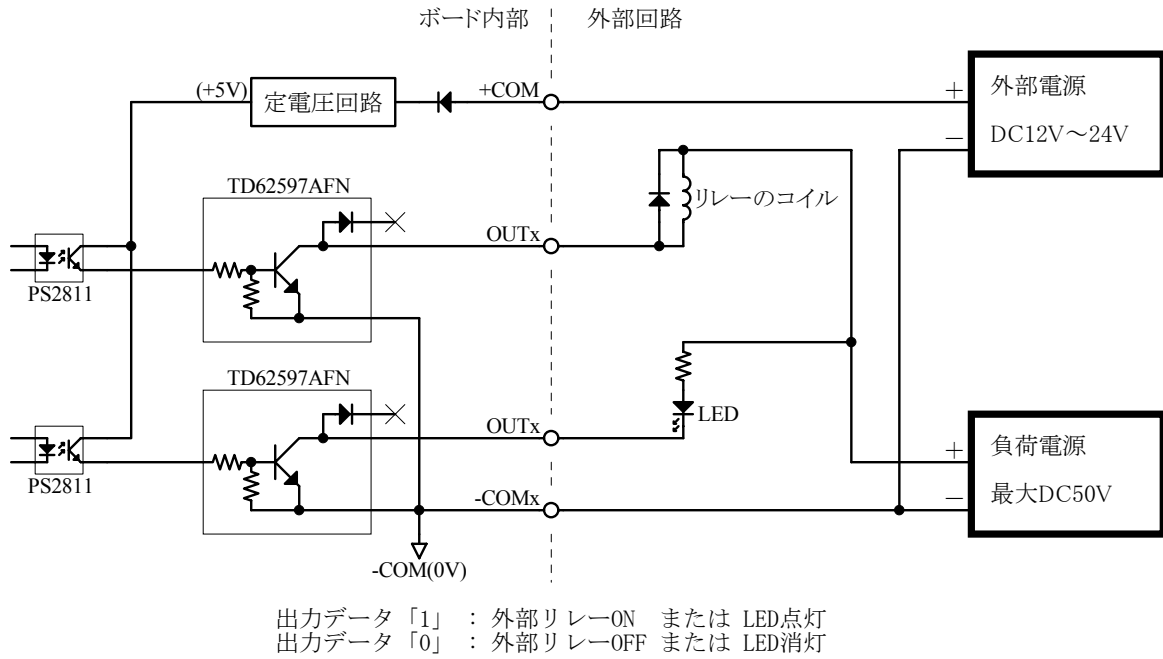 ボード内部
外部回路
(+5V)
定電圧回路
+COM
+
外部電源
−
DC12V～24V
TD62597AFN
リレーのコイル
OUTx
PS2811
TD62597AFN
LED
OUTx
+
負荷電源
PS2811
-COMx
−
最大DC50V
-COM(0V)
出力データ「1」 : 外部リレーON または LED点灯
出力データ「0」 : 外部リレーOFF または LED消灯